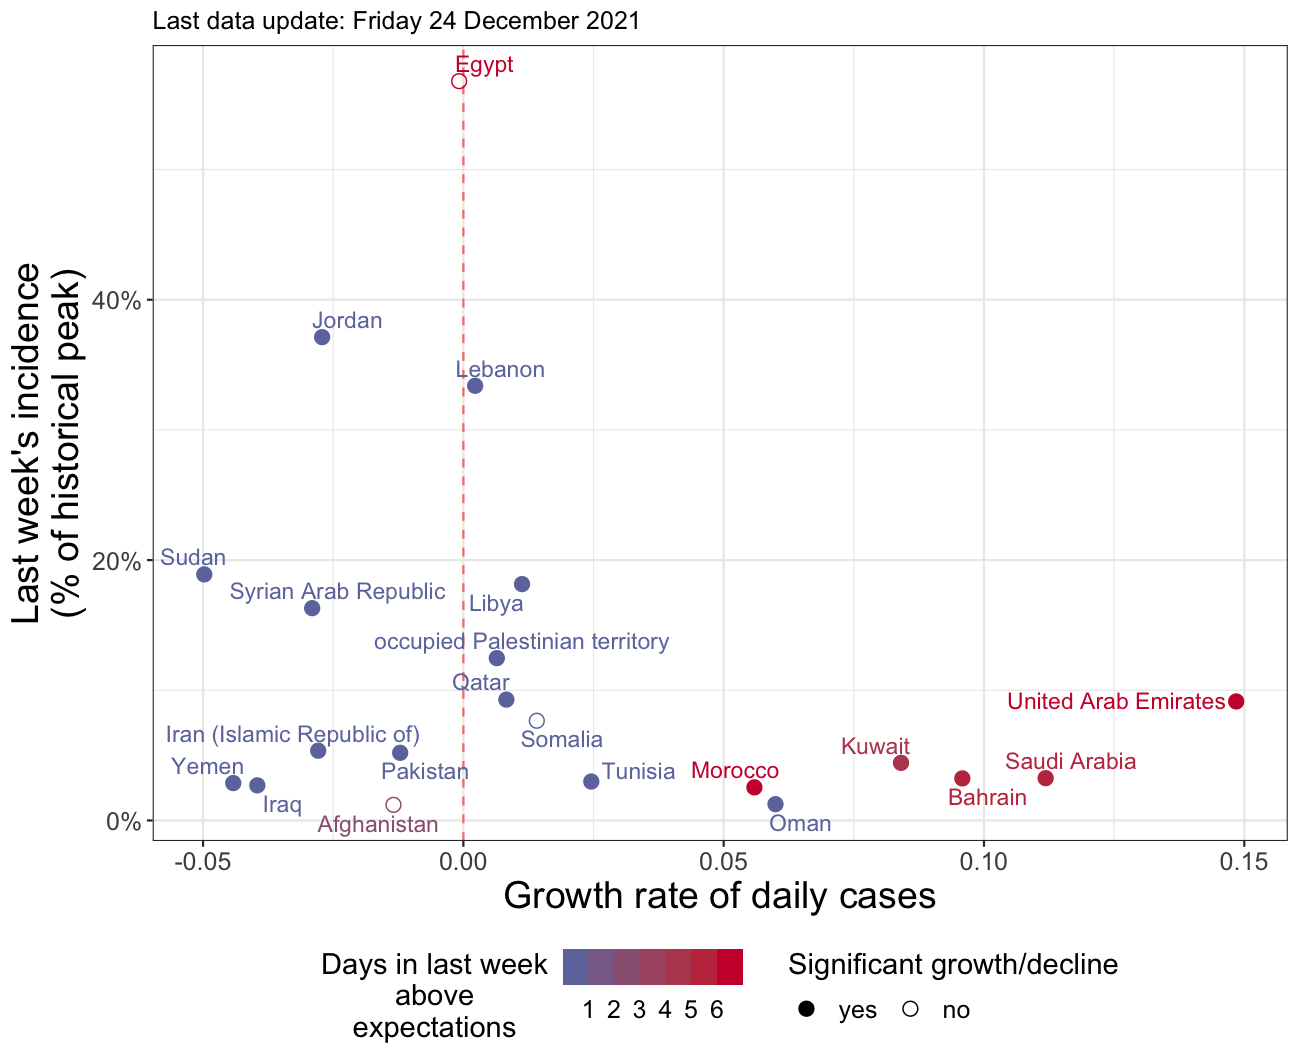 Last data update: Friday 24 December 2021
Egypt
Last week's incidence
(% of historical peak)
40%
Jordan
Lebanon
20%
Sudan
Syrian Arab Republic
Libya
occupied Palestinian territory
Qatar
United Arab Emirates
Iran (Islamic Republic of)
Somalia
Kuwait
Yemen
Pakistan
Tunisia
Morocco
Saudi Arabia
Iraq
Bahrain
0%
Afghanistan
Oman
-0.05 0.00 0.05 0.10 0.15
Growth rate of daily cases
Days in last week
above
expectations
1 2 3 4 5 6
Significant growth/decline
yes no